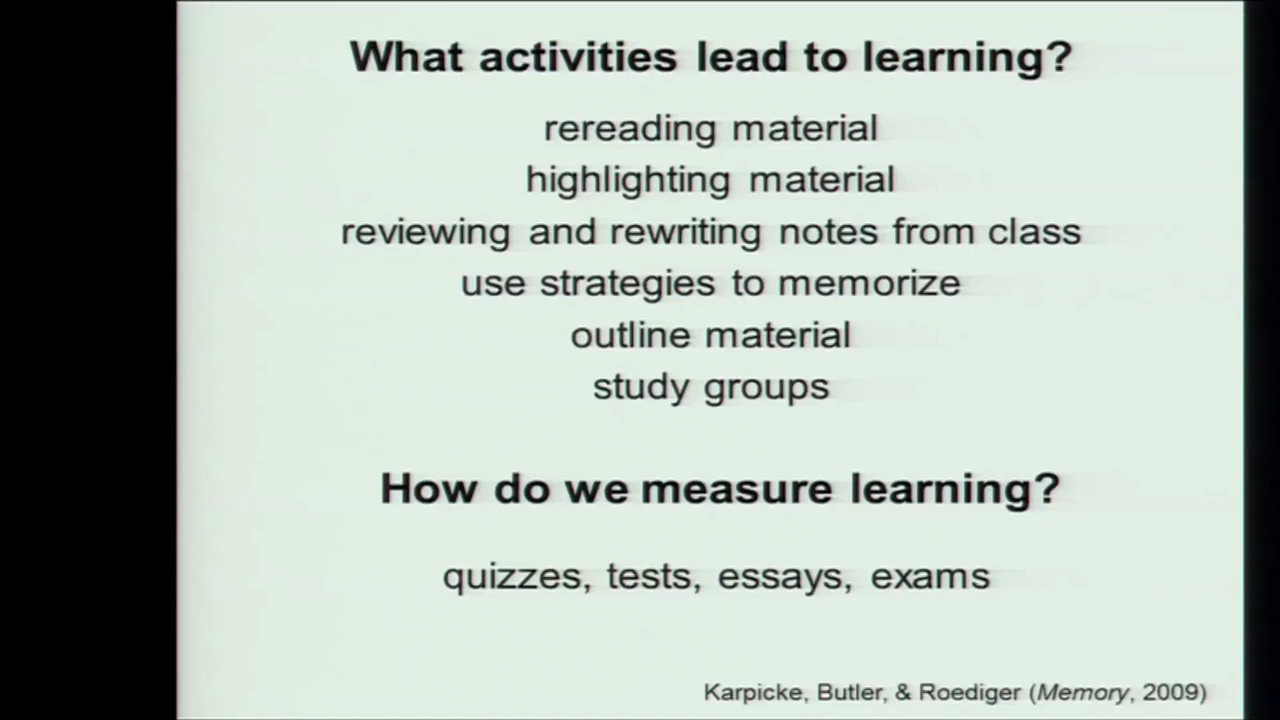 What activities lead to learning?
rereading material
highlighting material
reviewing and rewriting notes from class
use strategies to memorize
outline material
study groups
How do we measure learning?
quizzes, tests, essays, exams
Karpicke, Butler, & Roediger (Memory, 2009)